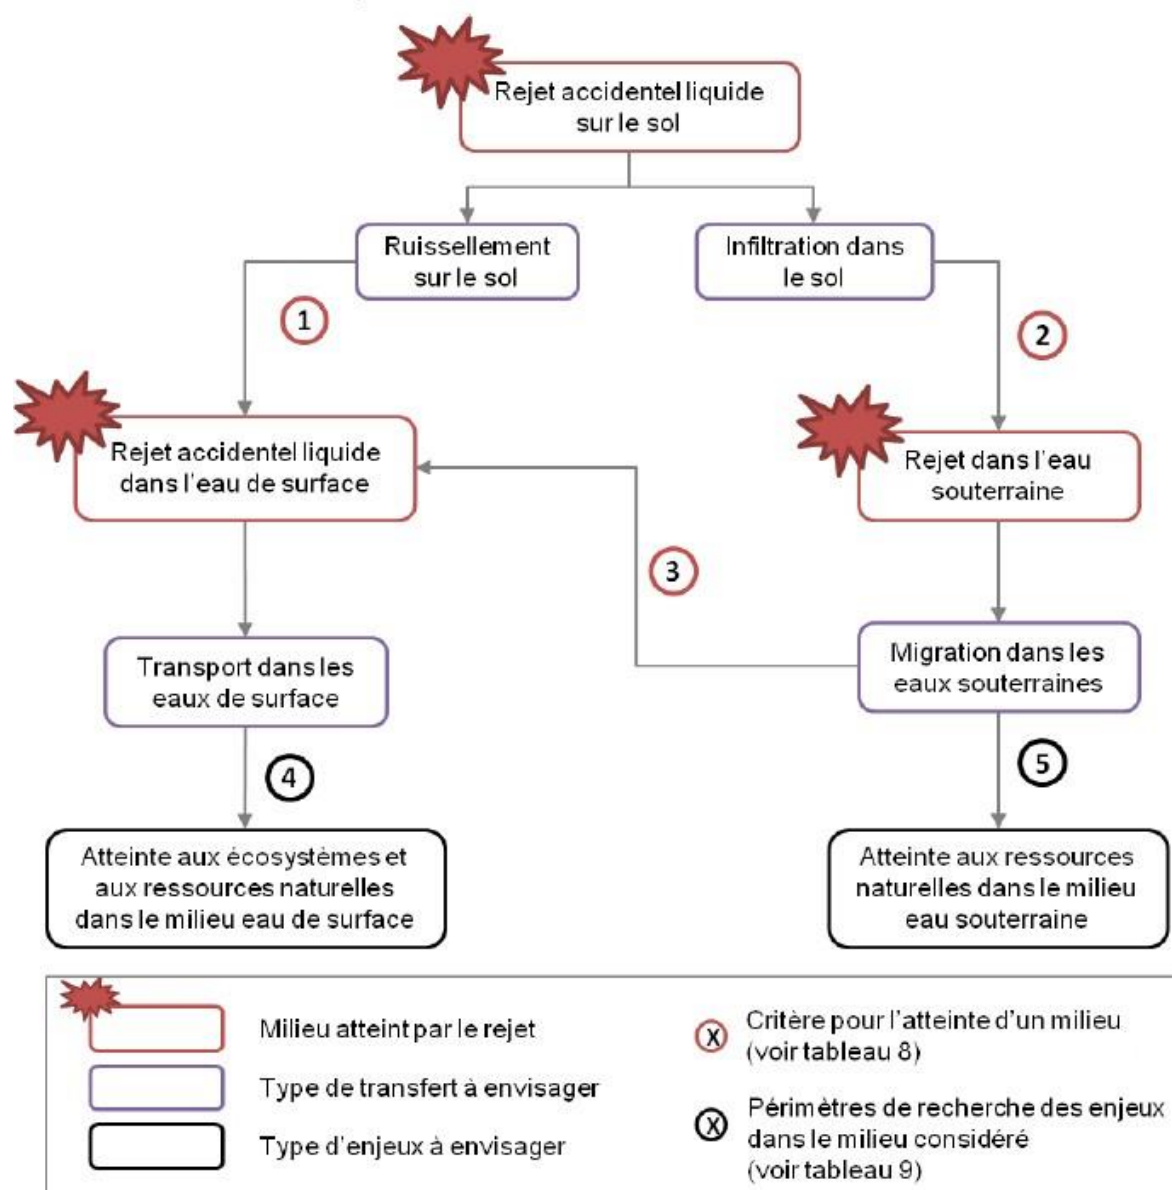 Rejet accidentel liquide
sur le sol
Ruissellement
sur le sol
Infiltration dans
le sol
1
2
Rejet accidentel liquide
dans l'eau de surface
Rejet dans l'eau
souterraine
3
Transport dans les
eaux de surface
Migration dans les
eaux souterraines
4
5
Atteinte aux écosystèmes et
aux ressources naturelles
dans le milieu eau de surface
Atteinte aux ressources
naturelles dans le milieu
eau souterraine
Milieu atteint par le rejet
Type de transfert à envisager
Type d'enjeux à envisager
X
Critère pour l'atteinte d'un milieu
(voir tableau 8)
X
Périmètres de recherche des enjeux
dans le milieu considéré
(voir tableau 9)